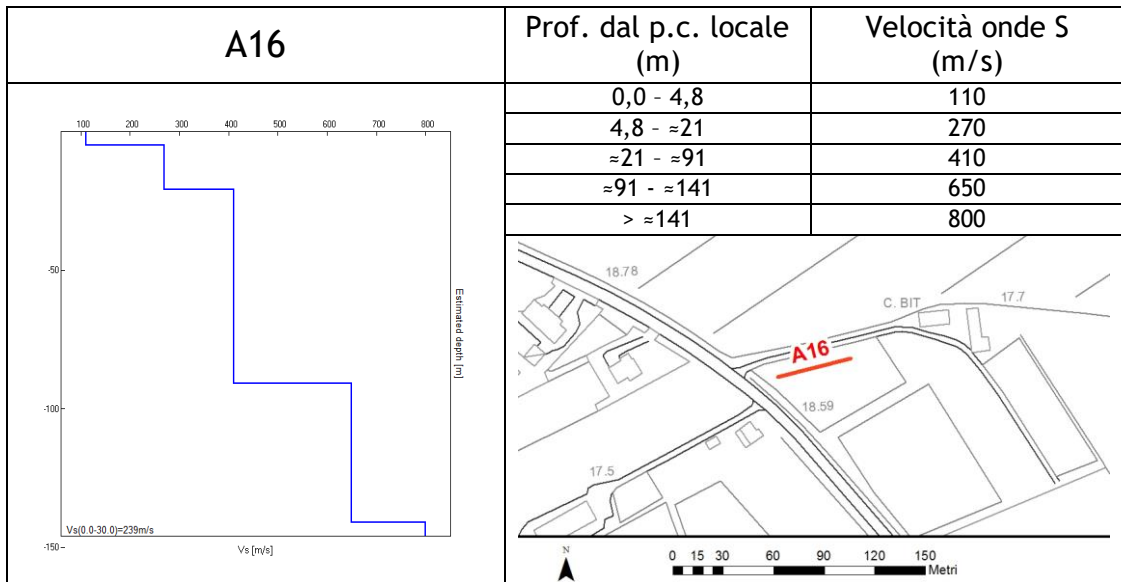 A16
Prof. dal p.c. locale
(m)
Velocità onde S
(m/s)
0,0 – 4,8
110
4,8 – ≈21
270
≈21 – ≈91
410
≈91 - ≈141
650
> ≈141
800
100 200 300 400 500 600 700 800
-50
-100
-150
Estimated depth [m]
Vs(0.0-30.0)=239m/s
Vs [m/s]
18.78
C. BIT
17.7
A16
18.59
17.5
N
0 15 30 60 90 120 150
Metri